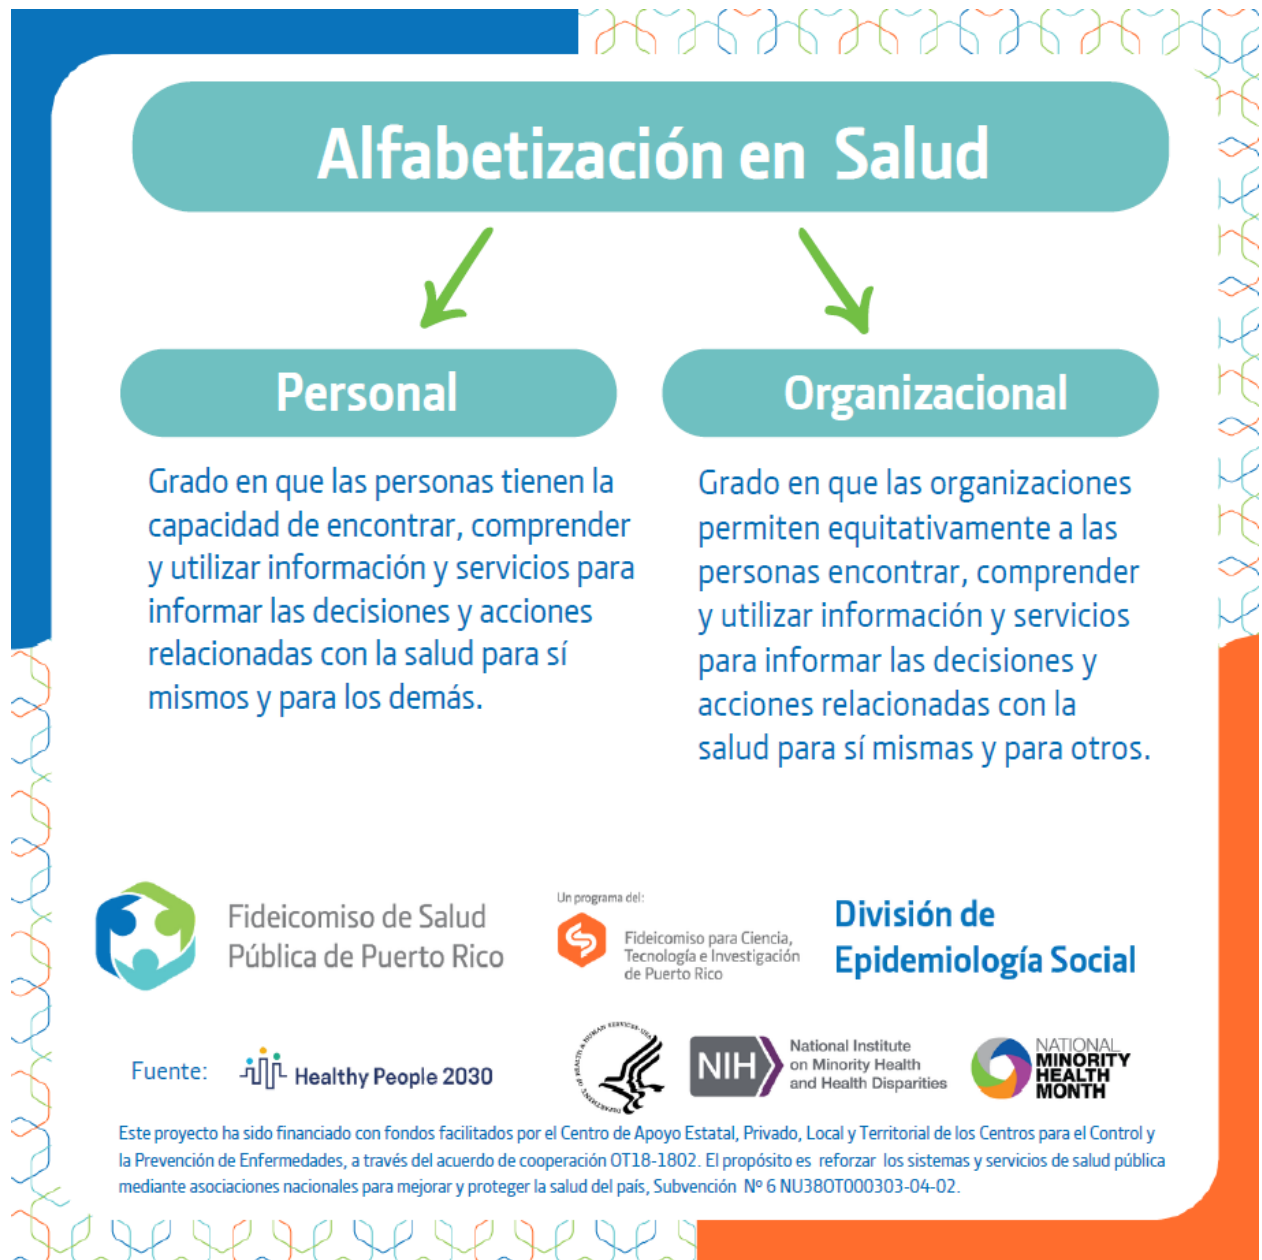 Alfabetización en Salud
Personal
Grado en que las personas tienen la
capacidad de encontrar, comprender
y utilizar información y servicios para
informar las decisiones y acciones
relacionadas con la salud para sí
mismos y para los demás.
Organizacional
Grado en que las organizaciones
permiten equitativamente a las
personas encontrar, comprender
y utilizar información y servicios
para informar las decisiones y
acciones relacionadas con la
salud para sí mismas y para otros.
Fideicomiso de Salud
Pública de Puerto Rico
Un programa del:
Fideicomiso para Ciencia,
Tecnología e Investigación
de Puerto Rico
División de
Epidemiología Social
Fuente:
Healthy People 2030
DEPARTMENT OF HEALTH & HUMAN SERVICES·USA
NIH
National Institute
on Minority Health
and Health Disparities
NATIONAL
MINORITY
HEALTH
MONTH
Este proyecto ha sido financiado con fondos facilitados por el Centro de Apoyo Estatal, Privado, Local y Territorial de los Centros para el Control y
la Prevención de Enfermedades, a través del acuerdo de cooperación OT18-1802. El propósito es reforzar los sistemas y servicios de salud pública
mediante asociaciones nacionales para mejorar y proteger la salud del país, Subvención Nº 6 NU38OT000303-04-02.